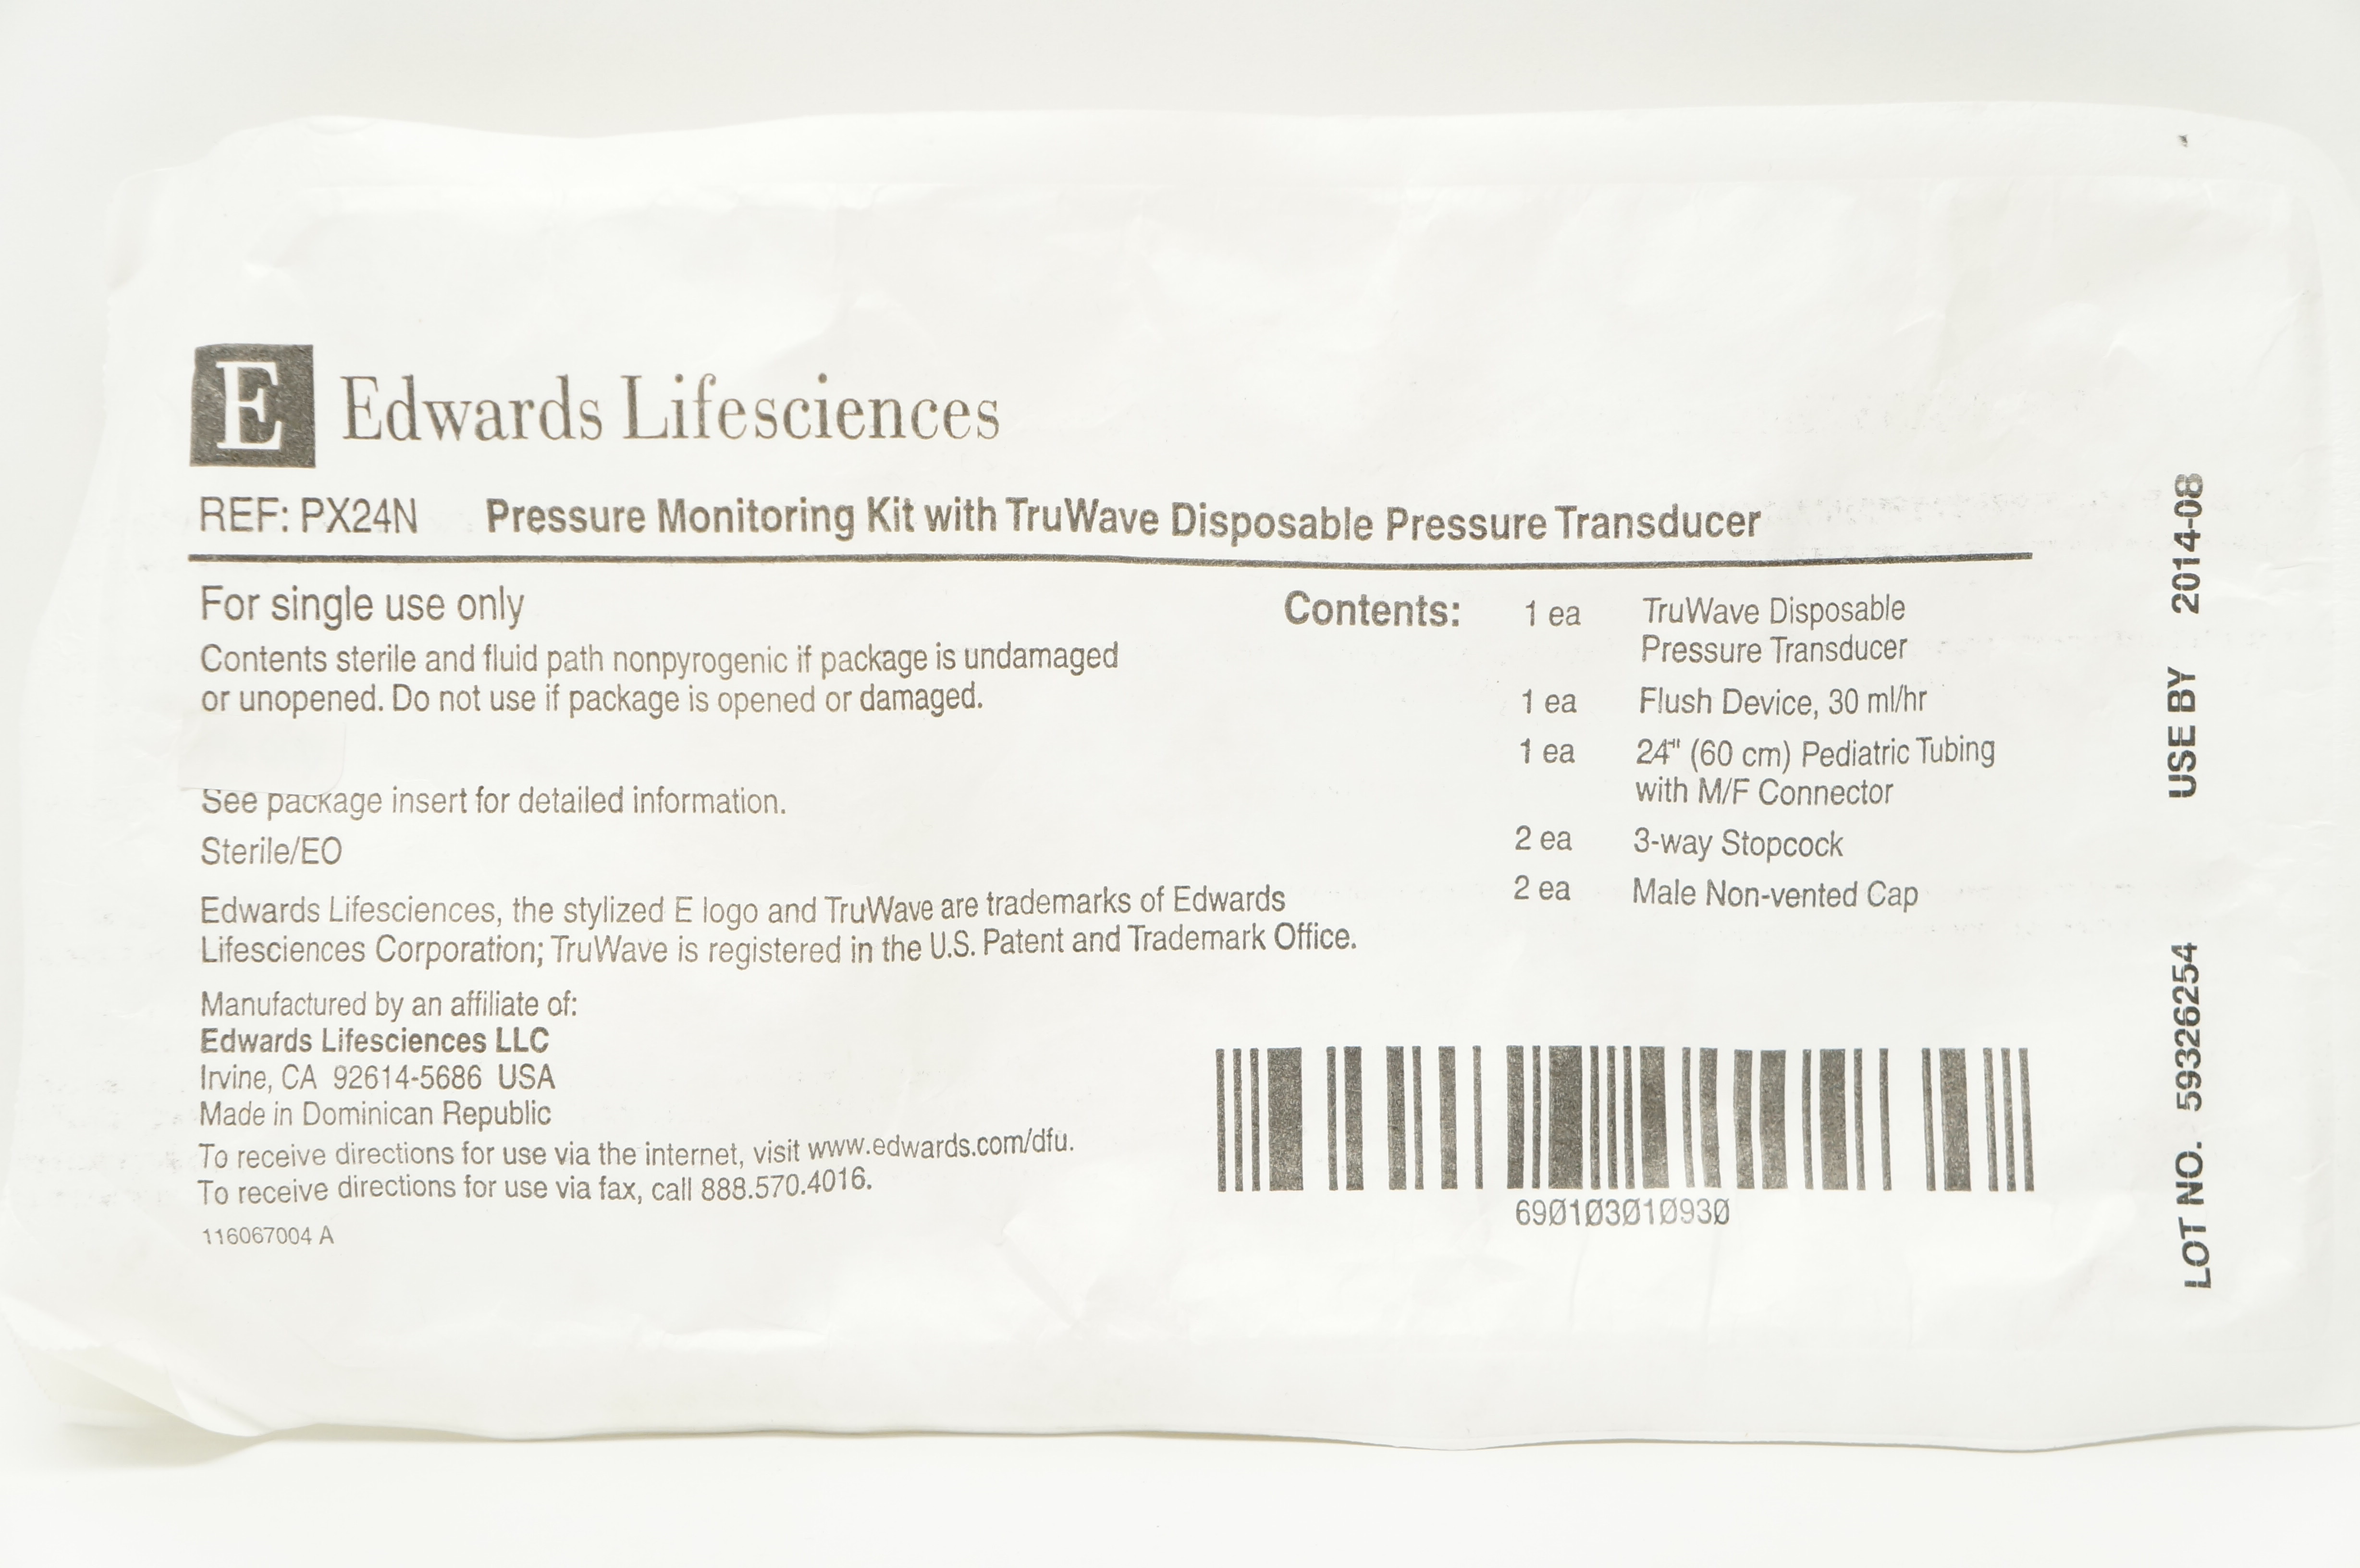 E Edwards Lifesciences
REF: PX24N Pressure Monitoring Kit with TruWave Disposable Pressure Transducer
For single use only
Contents sterile and fluid path nonpyrogenic if package is undamaged
or unopened. Do not use if package is opened or damaged.
See package insert for detailed information.
Sterile/EO
Edwards Lifesciences, the stylized E logo and TruWave are trademarks of Edwards
Lifesciences Corporation; TruWave is registered in the U.S. Patent and Trademark Office.
Manufactured by an affiliate of:
Edwards Lifesciences LLC
Irvine, CA 92614-5686 USA
Made in Dominican Republic
To receive directions for use via the internet, visit www.edwards.com/dfu.
To receive directions for use via fax, call 888.570.4016.
116067004 A
Contents: 1 ea TruWave Disposable
Pressure Transducer
1 ea Flush Device, 30 ml/hr
1 ea 24" (60 cm) Pediatric Tubing
with M/F Connector
2 ea 3-way Stopcock
2 ea Male Non-vented Cap
690103010930
LOT NO. 59326254 USE BY 2014-08